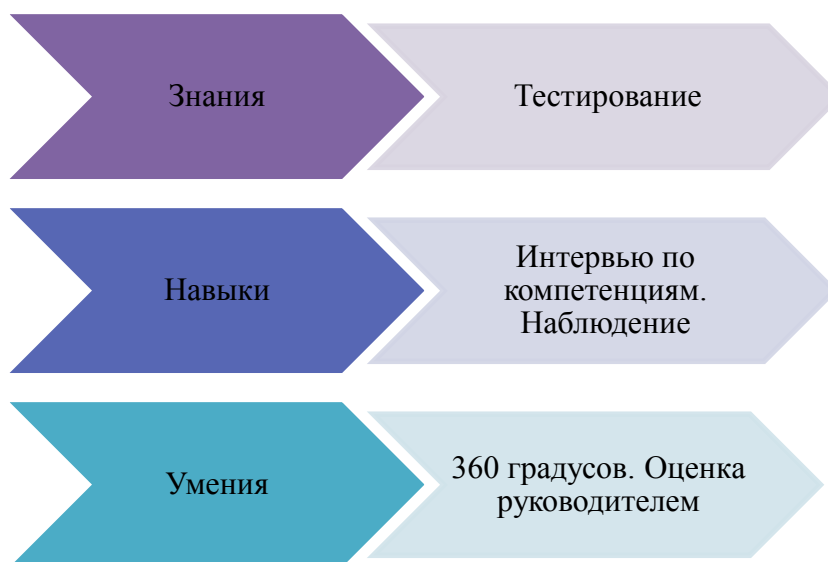 Знания
Тестирование
Навыки
Интервью по
компетенциям.
Наблюдение
Умения
360 градусов. Оценка
руководителем